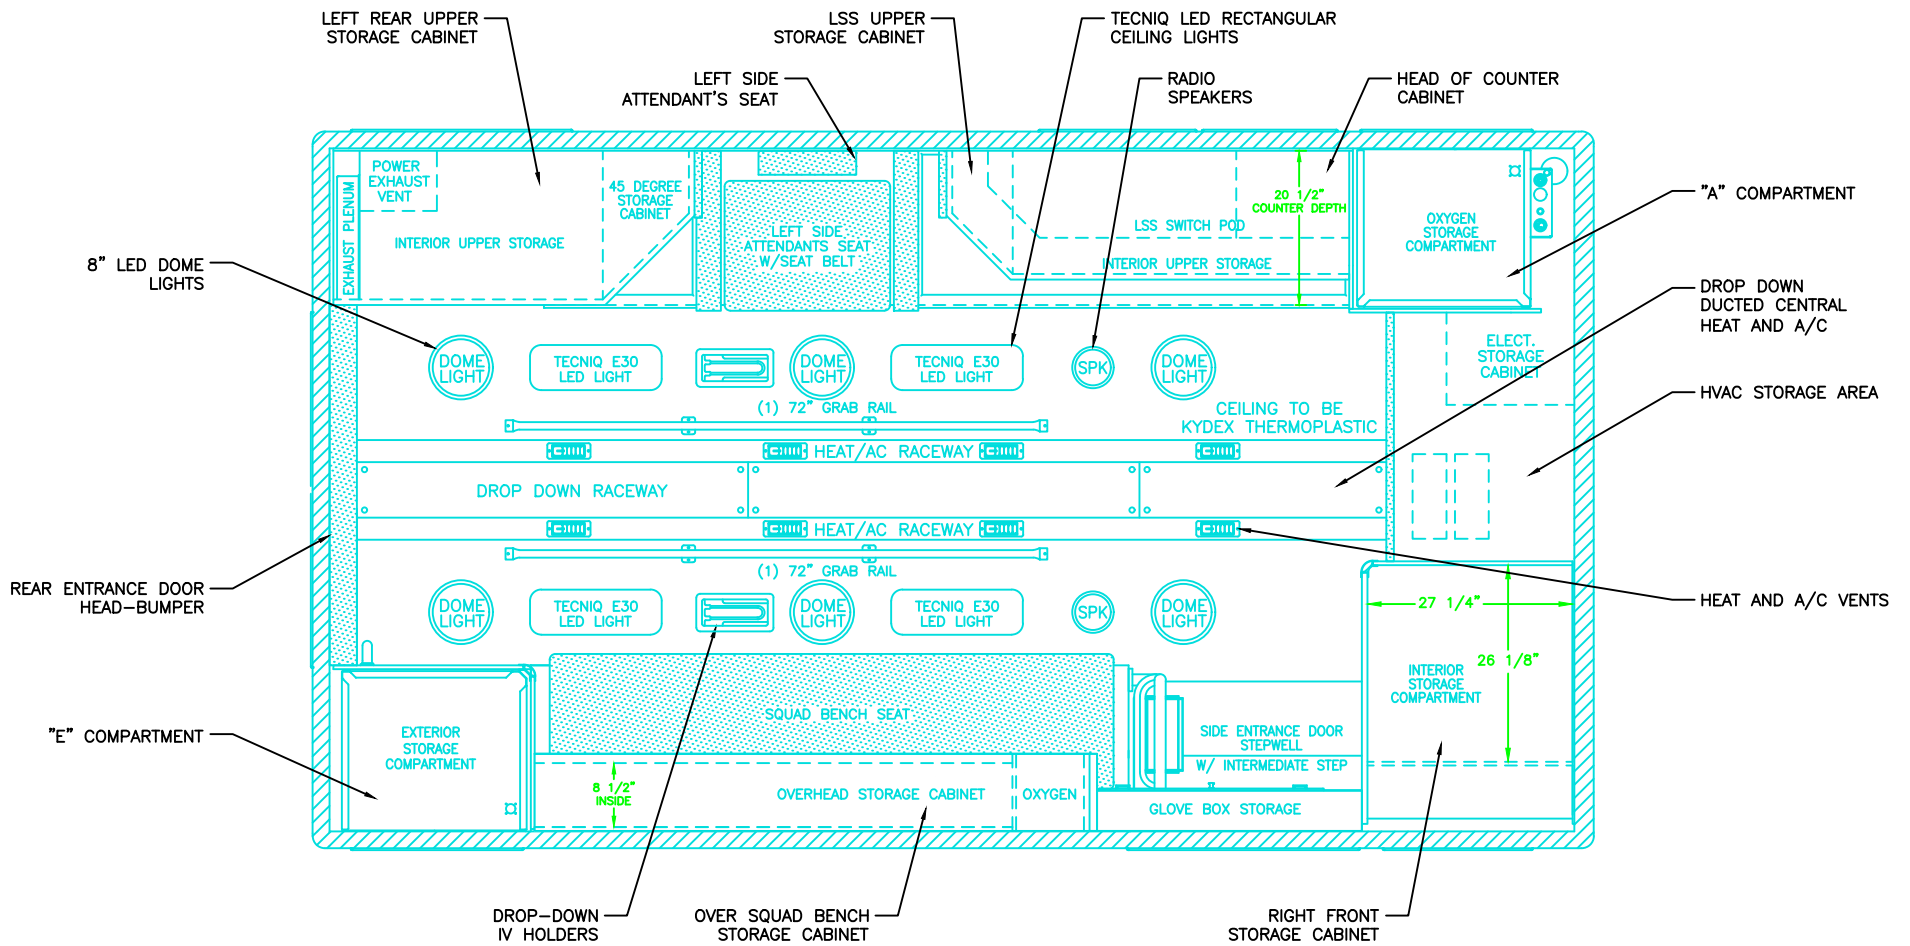 LEFT REAR UPPER
STORAGE CABINET
LSS UPPER
STORAGE CABINET
TECNIQ LED RECTANGULAR
CEILING LIGHTS
LEFT SIDE
ATTENDANT'S SEAT
RADIO
SPEAKERS
HEAD OF COUNTER
CABINET
POWER
EXHAUST
VENT
EXHAUST PLENUM
INTERIOR UPPER STORAGE
45 DEGREE
STORAGE
CABINET
LEFT SIDE
ATTENDANTS SEAT
W/SEAT BELT
LSS SWITCH POD
INTERIOR UPPER STORAGE
20 1/2"
COUNTER DEPTH
OXYGEN
STORAGE
COMPARTMENT
"A" COMPARTMENT
8" LED DOME
LIGHTS
DROP DOWN
DUCTED CENTRAL
HEAT AND A/C
DOME
LIGHT
TECNIQ E30
LED LIGHT
DOME
LIGHT
TECNIQ E30
LED LIGHT
SPK
DOME
LIGHT
ELECT.
STORAGE
CABINET
HVAC STORAGE AREA
(1) 72" GRAB RAIL
CEILING TO BE
KYDEX THERMOPLASTIC
HEAT/AC RACEWAY
DROP DOWN RACEWAY
HEAT/AC RACEWAY
(1) 72" GRAB RAIL
REAR ENTRANCE DOOR
HEAD-BUMPER
DOME
LIGHT
TECNIQ E30
LED LIGHT
DOME
LIGHT
TECNIQ E30
LED LIGHT
SPK
DOME
LIGHT
27 1/4"
26 1/8"
HEAT AND A/C VENTS
INTERIOR
STORAGE
COMPARTMENT
"E" COMPARTMENT
EXTERIOR
STORAGE
COMPARTMENT
SQUAD BENCH SEAT
SIDE ENTRANCE DOOR
STEPWELL
W/ INTERMEDIATE STEP
8 1/2"
INSIDE
OVERHEAD STORAGE CABINET
OXYGEN
GLOVE BOX STORAGE
DROP-DOWN
IV HOLDERS
OVER SQUAD BENCH
STORAGE CABINET
RIGHT FRONT
STORAGE CABINET